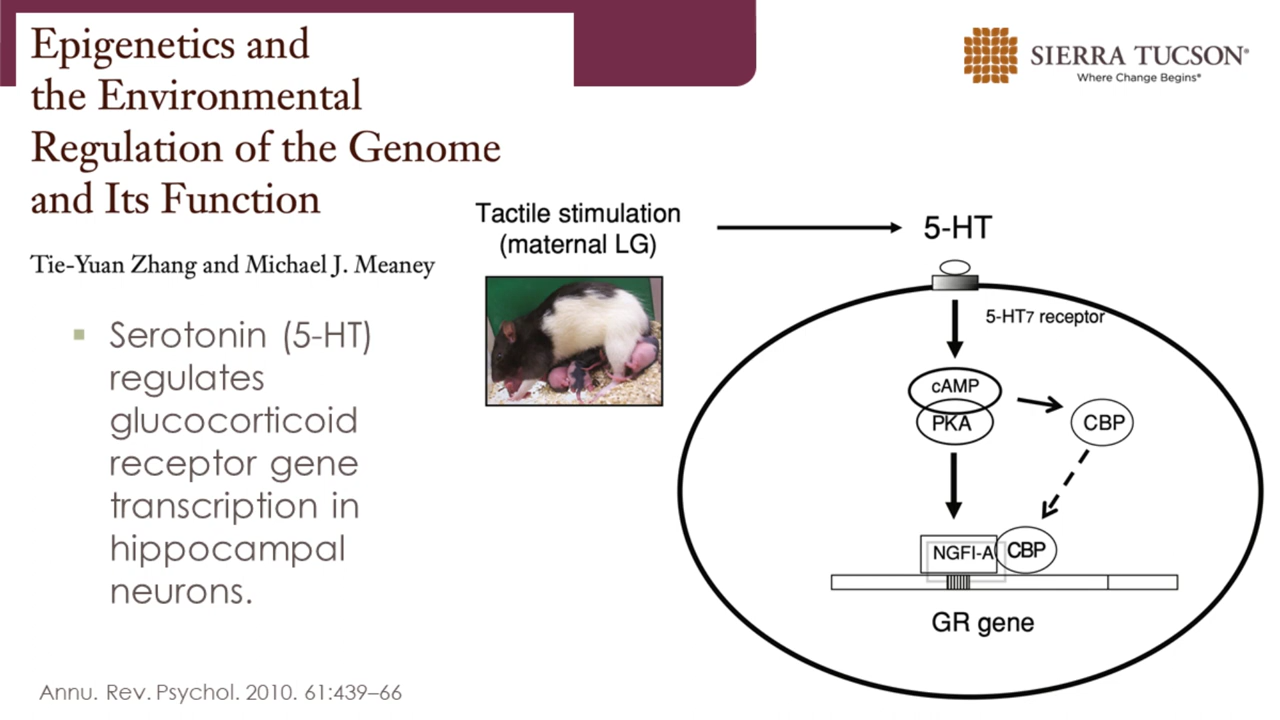 Epigenetics and
the Environmental
Regulation of the Genome
and Its Function
Tie-Yuan Zhang and Michael J. Meaney
▪ Serotonin (5-HT)
regulates
glucocorticoid
receptor gene
transcription in
hippocampal
neurons.
Annu. Rev. Psychol. 2010. 61:439–66
SIERRA TUCSON®
Where Change Begins®
Tactile stimulation
(maternal LG)
5-HT
5-HT7 receptor
cAMP
PKA
CBP
NGFI-A
CBP
GR gene